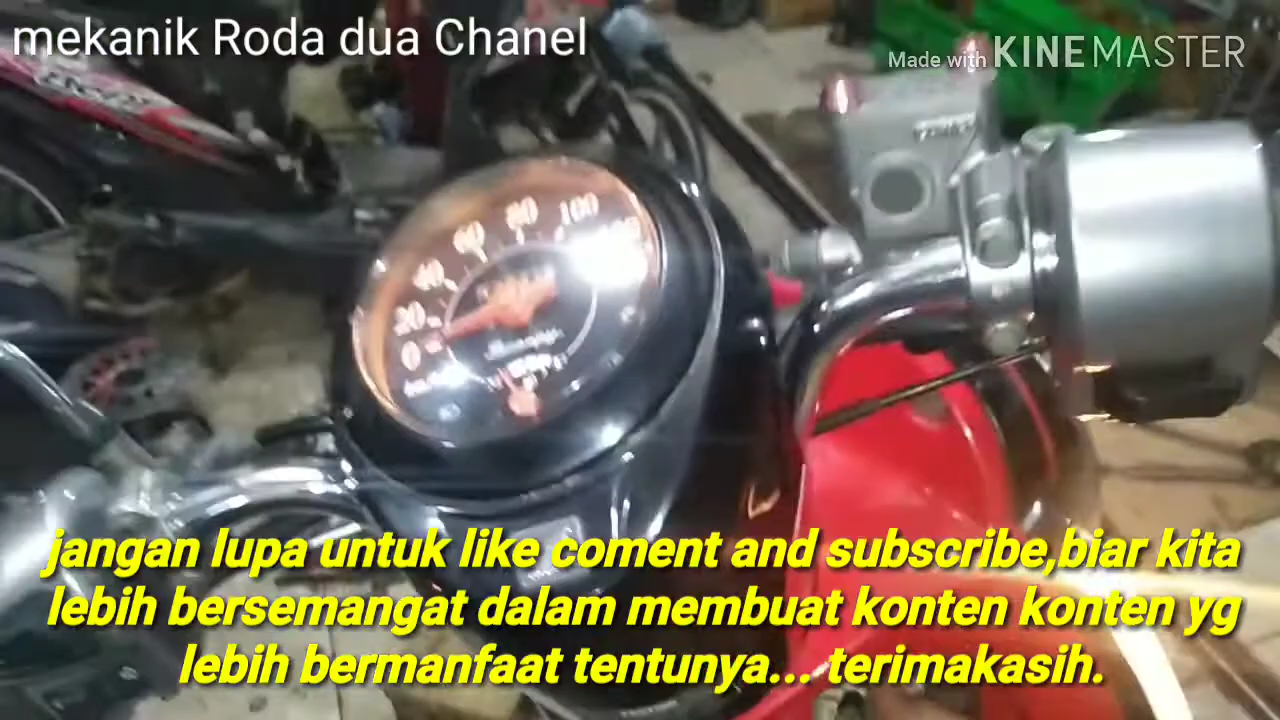 mekanik Roda dua Chanel
Made with KINEMASTER
100
80
60
40
20
0
jangan lupa untuk like coment and subscribe,biar kita
lebih bersemangat dalam membuat konten konten yg
lebih bermanfaat tentunya... terimakasih.